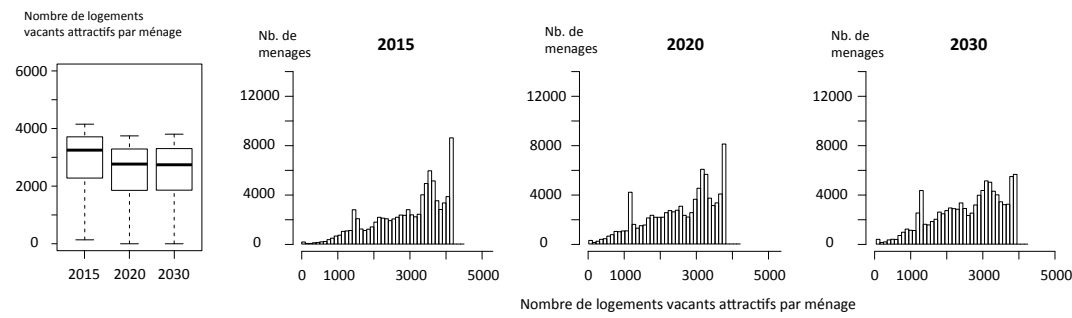 Nombre de logements
vacants attractifs par ménage
6000
4000
2000
0
2015 2020 2030
Nb. de
menages
2015
12000
8000
4000
0
0 1000 3000 5000
Nb. de
menages
2020
12000
8000
4000
0
0 1000 3000 5000
Nb. de
menages
2030
12000
8000
4000
0
0 1000 3000 5000
Nombre de logements vacants attractifs par ménage